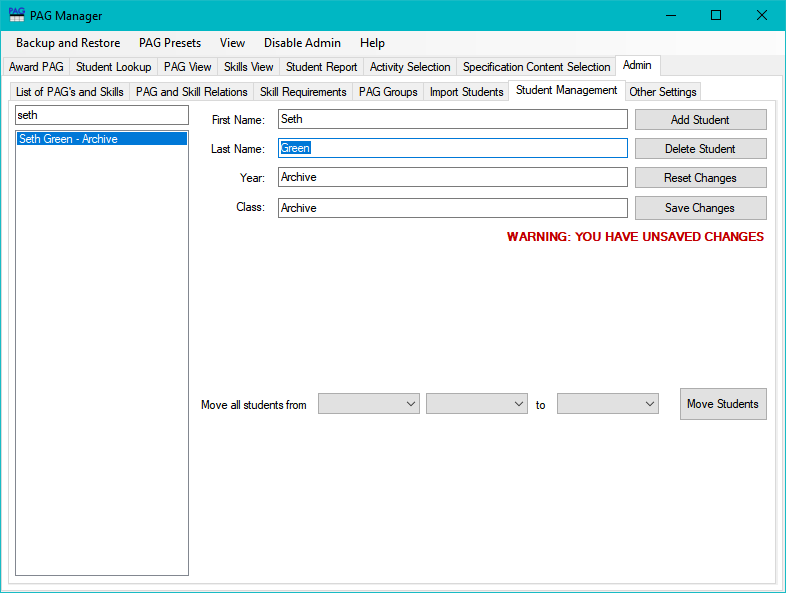 PAG PAG Manager
Backup and Restore PAG Presets View Disable Admin Help
Award PAG Student Lookup PAG View Skills View Student Report Activity Selection Specification Content Selection Admin
List of PAG's and Skills PAG and Skill Relations Skill Requirements PAG Groups Import Students Student Management Other Settings
seth
Seth Green - Archive
First Name: Seth Add Student
Last Name: Green Delete Student
Year: Archive Reset Changes
Class: Archive Save Changes
WARNING: YOU HAVE UNSAVED CHANGES
Move all students from to Move Students